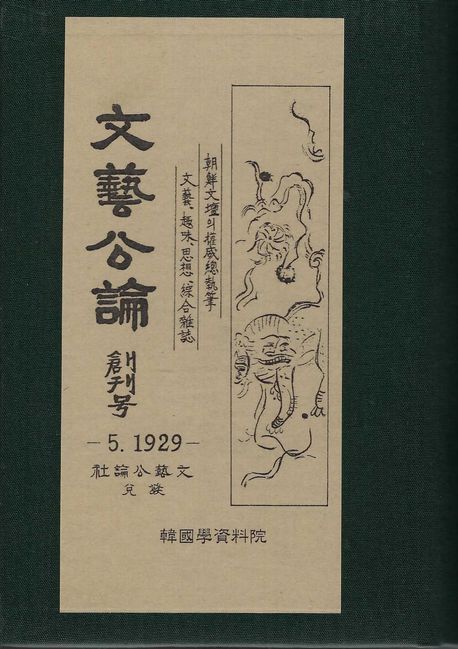 文藝公論
創刊号
朝鮮文壇의權威總執筆
文藝、趣味、思想、綜合雜誌
–5. 1929–
文藝公論社
發兌
韓國學資料院